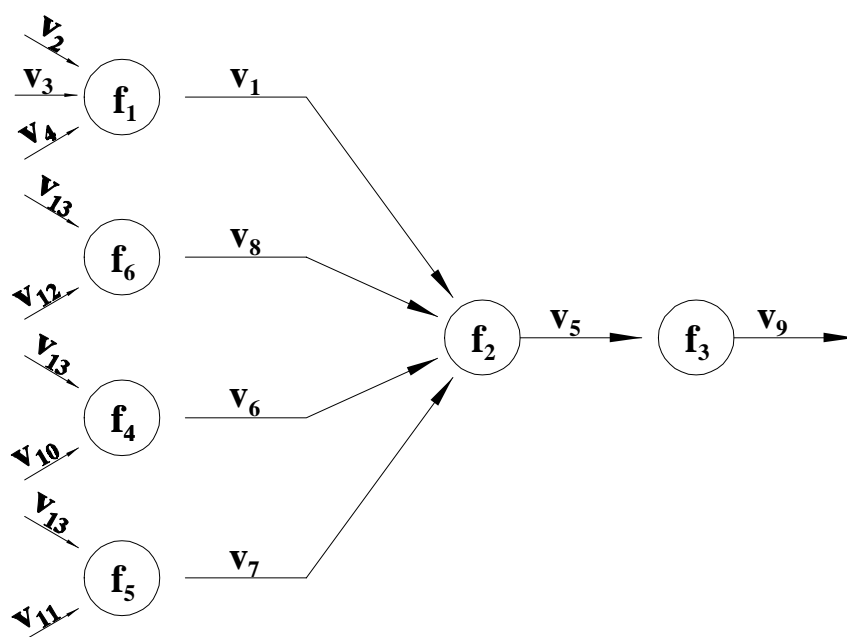 v₂
v₃
v₄
f₁
v₁
v₁₃
v₁₂
f₆
v₈
v₁₃
v₁₀
f₄
v₆
v₁₃
v₁₁
f₅
v₇
f₂
v₅
f₃
v₉